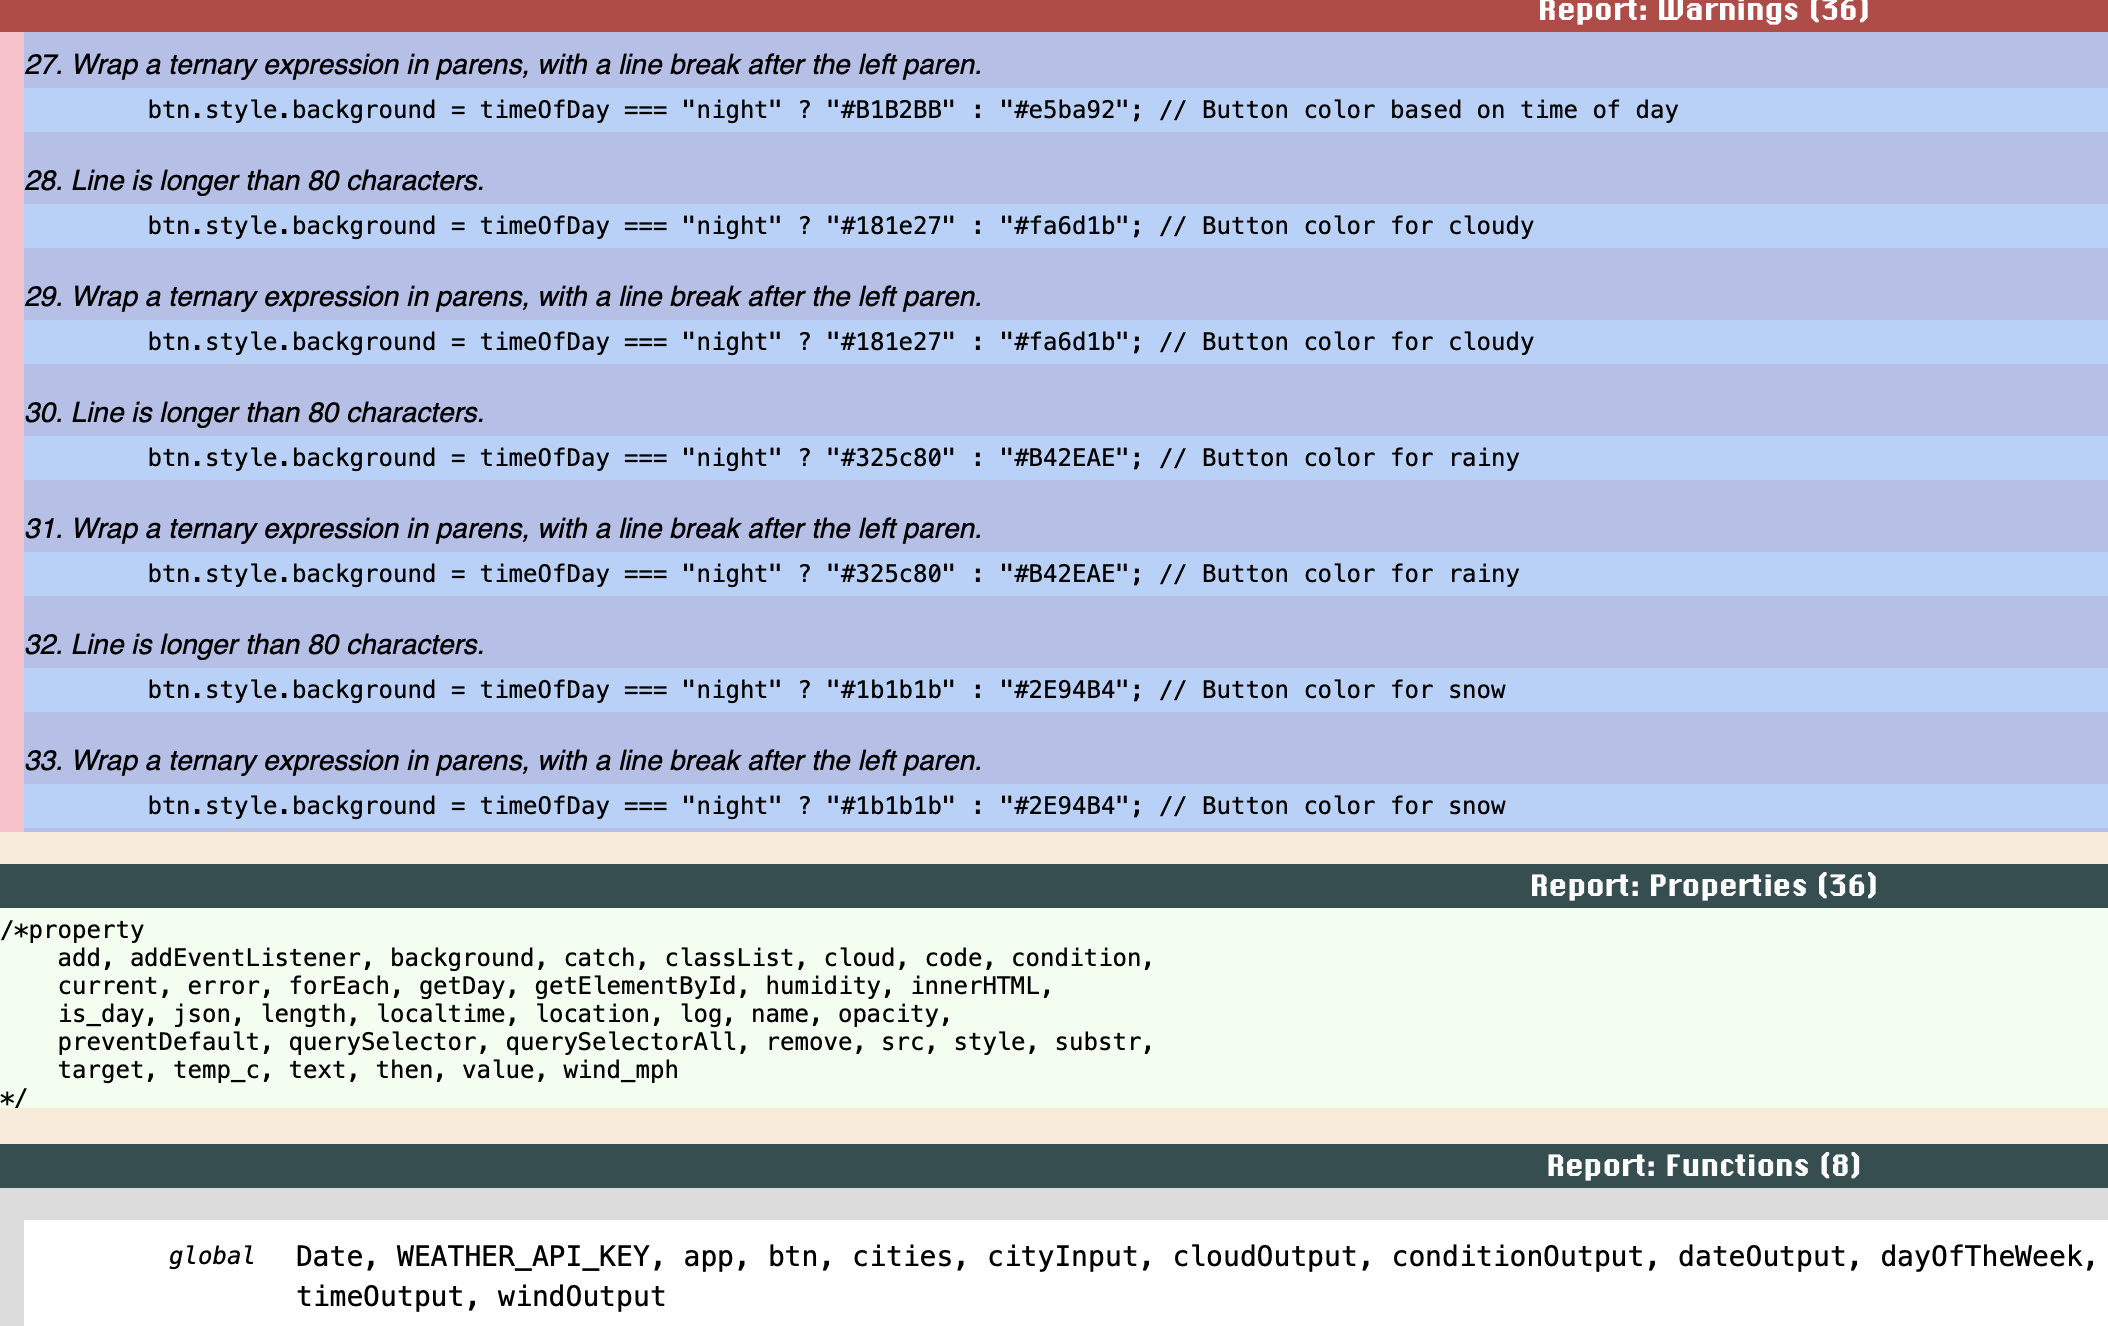 Report: Warnings (36)
27. Wrap a ternary expression in parens, with a line break after the left paren.
btn.style.background = timeOfDay === "night" ? "#B1B2BB" : "#e5ba92"; // Button color based on time of day
28. Line is longer than 80 characters.
btn.style.background = timeOfDay === "night" ? "#181e27" : "#fa6d1b"; // Button color for cloudy
29. Wrap a ternary expression in parens, with a line break after the left paren.
btn.style.background = timeOfDay === "night" ? "#181e27" : "#fa6d1b"; // Button color for cloudy
30. Line is longer than 80 characters.
btn.style.background = timeOfDay === "night" ? "#325c80" : "#B42EAE"; // Button color for rainy
31. Wrap a ternary expression in parens, with a line break after the left paren.
btn.style.background = timeOfDay === "night" ? "#325c80" : "#B42EAE"; // Button color for rainy
32. Line is longer than 80 characters.
btn.style.background = timeOfDay === "night" ? "#1b1b1b" : "#2E94B4"; // Button color for snow
33. Wrap a ternary expression in parens, with a line break after the left paren.
btn.style.background = timeOfDay === "night" ? "#1b1b1b" : "#2E94B4"; // Button color for snow
Report: Properties (36)
/*property
add, addEventListener, background, catch, classList, cloud, code, condition,
current, error, forEach, getDay, getElementById, humidity, innerHTML,
is_day, json, length, localtime, location, log, name, opacity,
preventDefault, querySelector, querySelectorAll, remove, src, style, substr,
target, temp_c, text, then, value, wind_mph
*/
Report: Functions (8)
global Date, WEATHER_API_KEY, app, btn, cities, cityInput, cloudOutput, conditionOutput, dateOutput, dayOfTheWeek,
timeOutput, windOutput